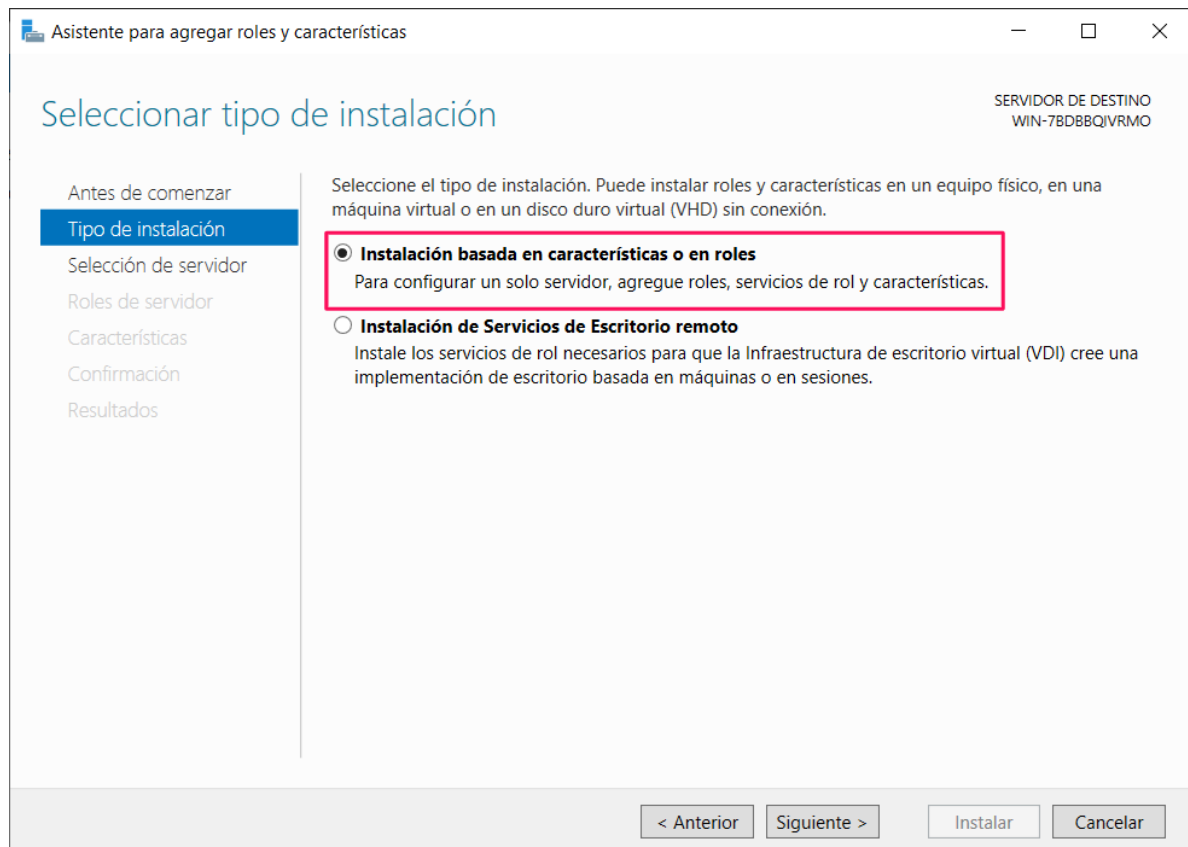 Asistente para agregar roles y características
Seleccionar tipo de instalación
SERVIDOR DE DESTINO
WIN-7BDBBQIVRMO
Antes de comenzar
Tipo de instalación
Selección de servidor
Roles de servidor
Características
Confirmación
Resultados
Seleccione el tipo de instalación. Puede instalar roles y características en un equipo físico, en una
máquina virtual o en un disco duro virtual (VHD) sin conexión.
Instalación basada en características o en roles
Para configurar un solo servidor, agregue roles, servicios de rol y características.
Instalación de Servicios de Escritorio remoto
Instale los servicios de rol necesarios para que la Infraestructura de escritorio virtual (VDI) cree una
implementación de escritorio basada en máquinas o en sesiones.
< Anterior
Siguiente >
Instalar
Cancelar